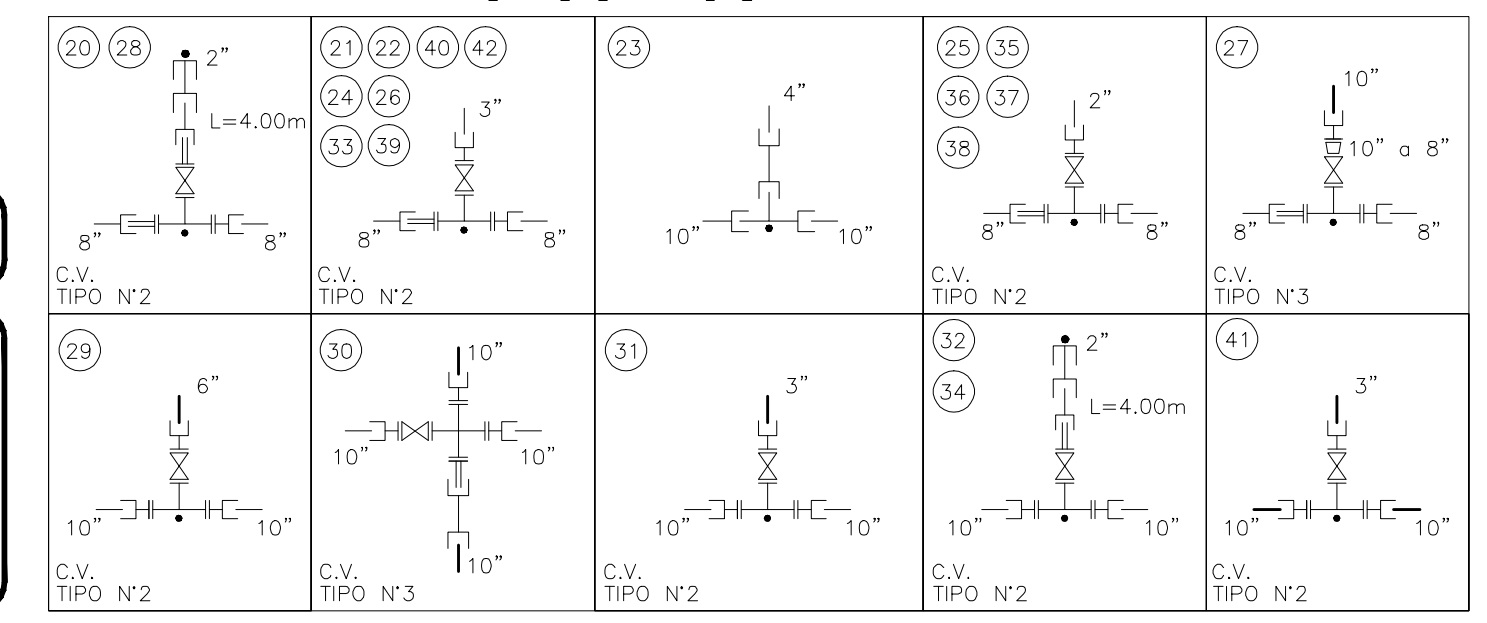 20 28
2”
L=4.00m
8” 8”
C.V.
TIPO N°2
21 22 40 42
24 26
33 39
3”
8” 8”
C.V.
TIPO N°2
23
4”
10” 10”
25 35
36 37
38
2”
8” 8”
C.V.
TIPO N°2
27
10”
10” a 8”
8” 8”
C.V.
TIPO N°3
29
6”
10” 10”
C.V.
TIPO N°2
30
10”
10” 10”
10”
C.V.
TIPO N°3
31
3”
10” 10”
C.V.
TIPO N°2
32
34
2”
L=4.00m
10” 10”
C.V.
TIPO N°2
41
3”
10” 10”
C.V.
TIPO N°2